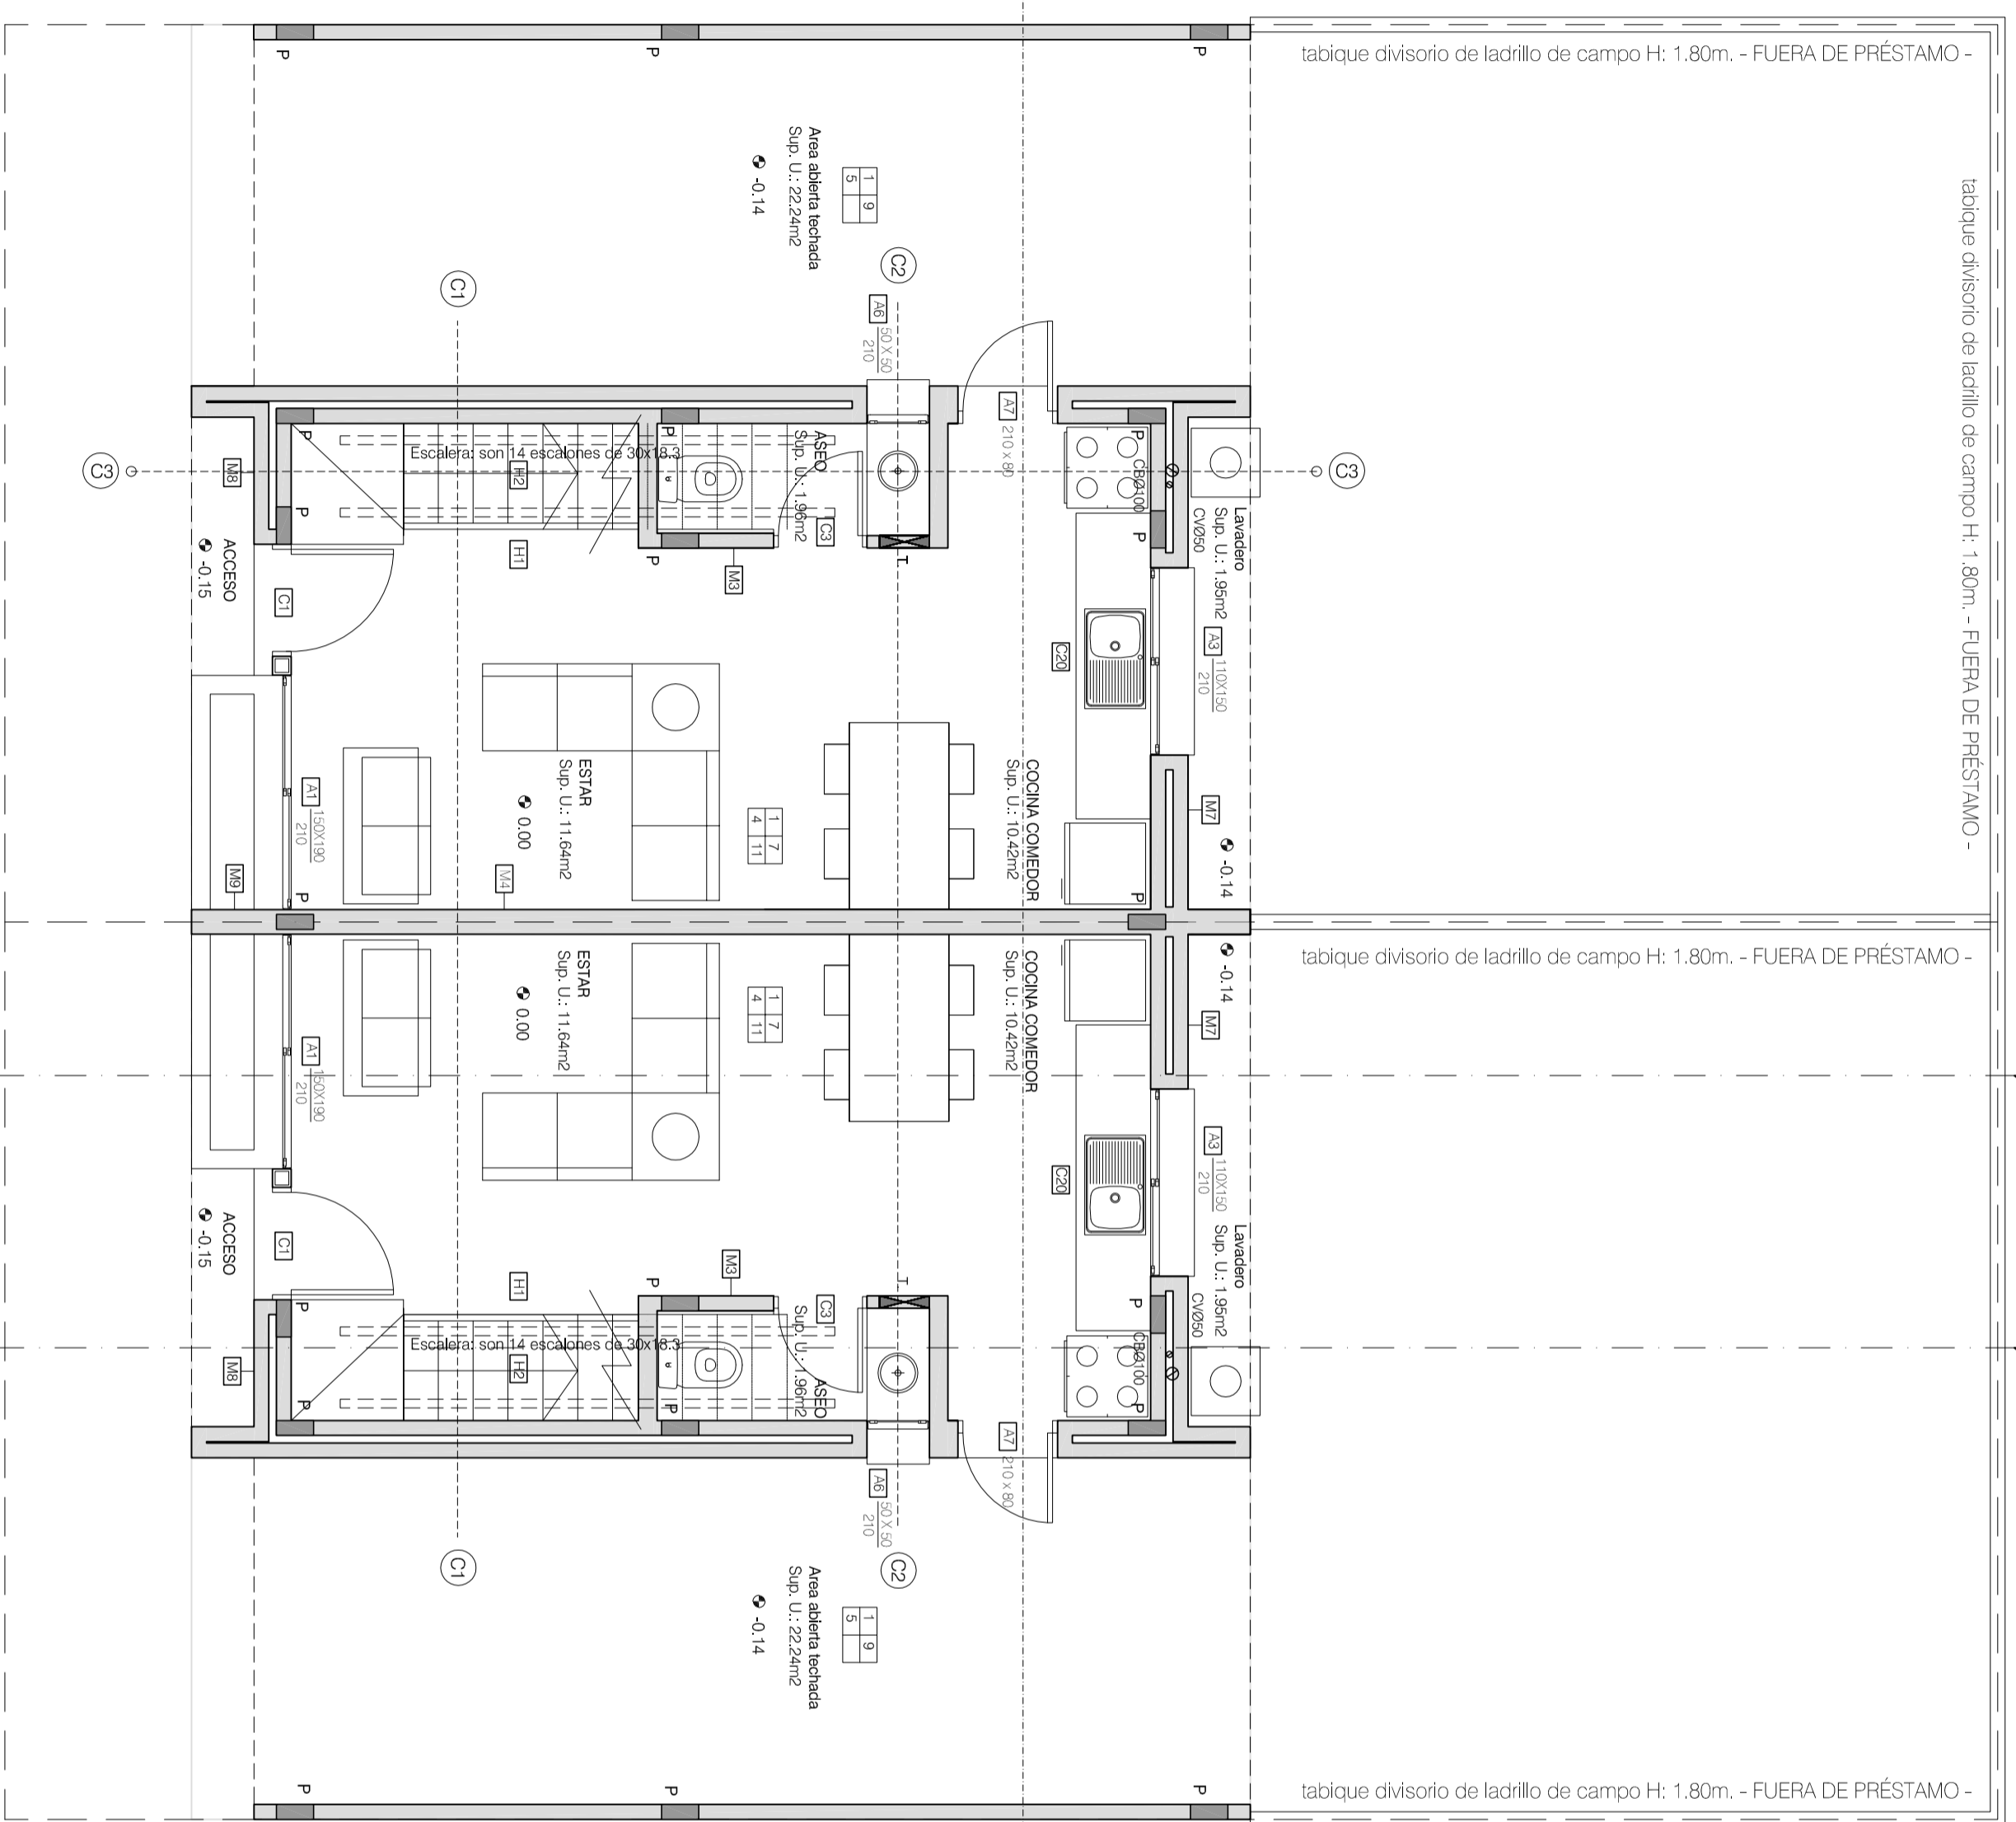 tabique divisorio de ladrillo de campo H: 1.80m. - FUERA DE PRÉSTAMO -
tabique divisorio de ladrillo de campo H: 1.80m. - FUERA DE PRÉSTAMO -
P
P
P
Area abierta techada
Sup. U.: 22.24m2
-0.14
1 9
5
C1
C2
A6
50 X 50
210
A7
210 x 80
C3
C3
M8
ACCESO
-0.15
C1
P
P
Escalera: son 14 escalones de 30x18.3
H2
H1
P
P
ASEO
Sup. U.: 1.96m2
C3
M3
T
P
CBØ100
P
CVØ50
Lavadero
Sup. U.: 1.95m2
A3
110X150
210
C20
M7
-0.14
COCINA COMEDOR
Sup. U.: 10.42m2
1 7
4 11
ESTAR
Sup. U.: 11.64m2
0.00
A1
150X190
210
M9
M4
P
P
tabique divisorio de ladrillo de campo H: 1.80m. - FUERA DE PRÉSTAMO -
-0.14
M7
COCINA COMEDOR
Sup. U.: 10.42m2
1 7
4 11
ESTAR
Sup. U.: 11.64m2
0.00
A1
150X190
210
A3
110X150
210
C20
Lavadero
Sup. U.: 1.95m2
CVØ50
P
CBØ100
P
ACCESO
-0.15
C1
M8
P
P
H1
Escalera: son 14 escalones de 30x18.3
H2
P
P
M3
T
C3
ASEO
Sup. U.: 1.96m2
A7
210 x 80
A6
50 X 50
210
C1
C2
Area abierta techada
Sup. U.: 22.24m2
-0.14
1 9
5
P
P
P
tabique divisorio de ladrillo de campo H: 1.80m. - FUERA DE PRÉSTAMO -